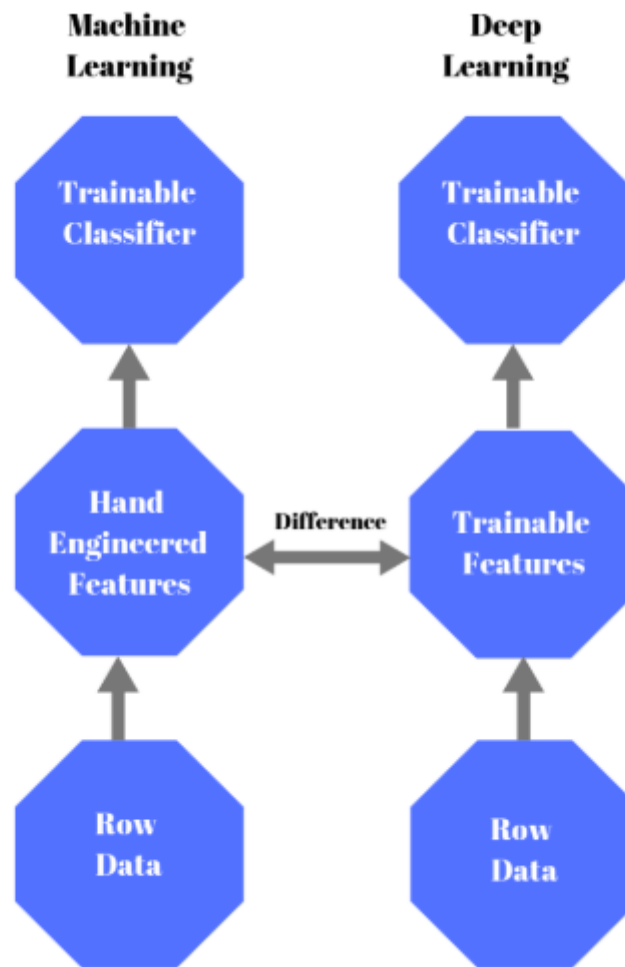 Machine
Learning
Deep
Learning
Trainable
Classifier
Trainable
Classifier
Hand
Engineered
Features
Difference
Trainable
Features
Row
Data
Row
Data